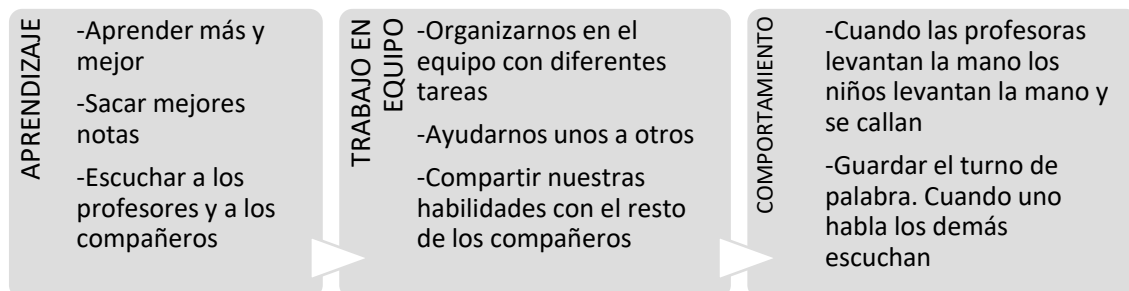 APRENDIZAJE
-Aprender más y
mejor
-Sacar mejores
notas
-Escuchar a los
profesores y a los
compañeros
TRABAJO EN
EQUIPO
-Organizarnos en el
equipo con diferentes
tareas
-Ayudarnos unos a otros
-Compartir nuestras
habilidades con el resto
de los compañeros
COMPORTAMIENTO
-Cuando las profesoras
levantan la mano los
niños levantan la mano y
se callan
-Guardar el turno de
palabra. Cuando uno
habla los demás
escuchan